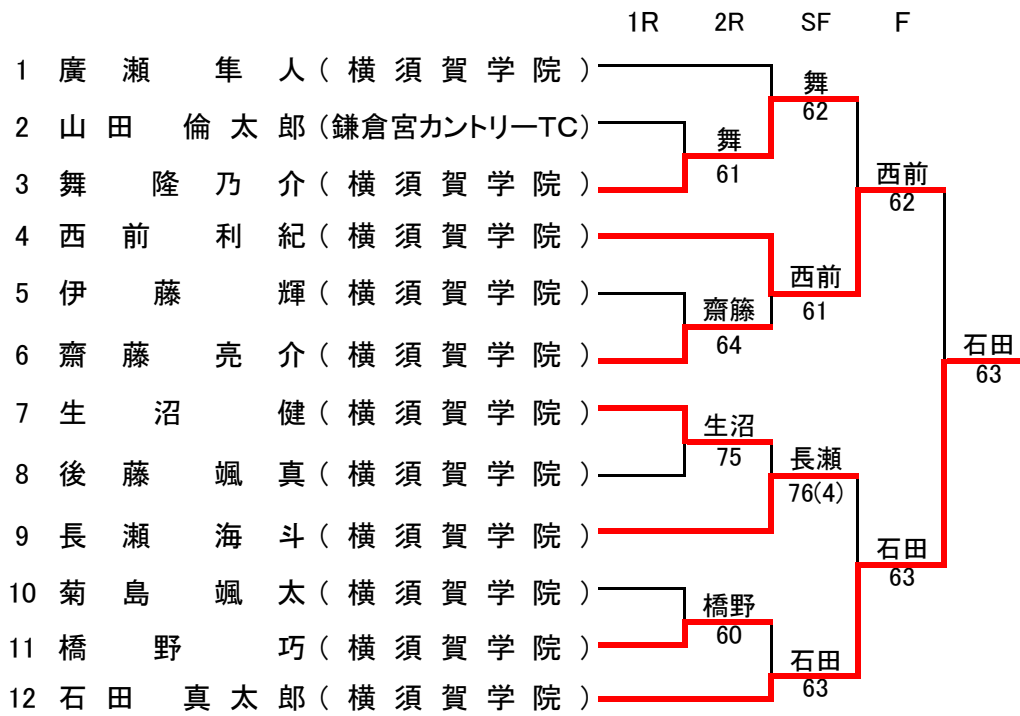 1R 2R SF F
1 廣瀬 隼人(横須賀学院)
舞
62
2 山田 倫太郎(鎌倉宮カントリーTC)
舞
61
3 舞 隆乃介(横須賀学院)
西前
62
4 西前 利紀(横須賀学院)
西前
61
5 伊藤 輝(横須賀学院)
齋籐
64
6 齋藤 亮介(横須賀学院)
石田
63
7 生沼 健(横須賀学院)
生沼
75
8 後藤 颯真(横須賀学院)
長瀬
76(4)
9 長瀬 海斗(横須賀学院)
石田
63
10 菊島 颯太(横須賀学院)
橋野
60
11 橋野 巧(横須賀学院)
石田
63
12 石田 真太郎(横須賀学院)